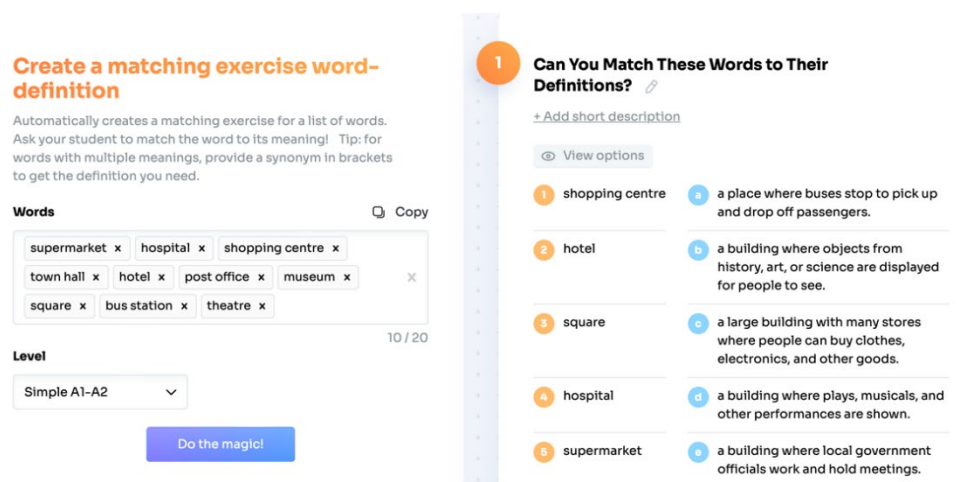 Create a matching exercise word-
definition
Automatically creates a matching exercise for a list of words.
Ask your student to match the word to its meaning! Tip: for
words with multiple meanings, provide a synonym in brackets
to get the definition you need.
Words
Copy
supermarket x hospital x shopping centre x
town hall x hotel x post office x museum x
x
square x bus station x theatre x
10 / 20
Level
Simple A1-A2
Do the magic!
1
Can You Match These Words to Their
Definitions?
+ Add short description
View options
1 shopping centre
a a place where buses stop to pick up
and drop off passengers.
2 hotel
b a building where objects from
history, art, or science are displayed
for people to see.
3 square
c a large building with many stores
where people can buy clothes,
electronics, and other goods.
4 hospital
d a building where plays, musicals, and
other performances are shown.
5 supermarket
e a building where local government
officials work and hold meetings.